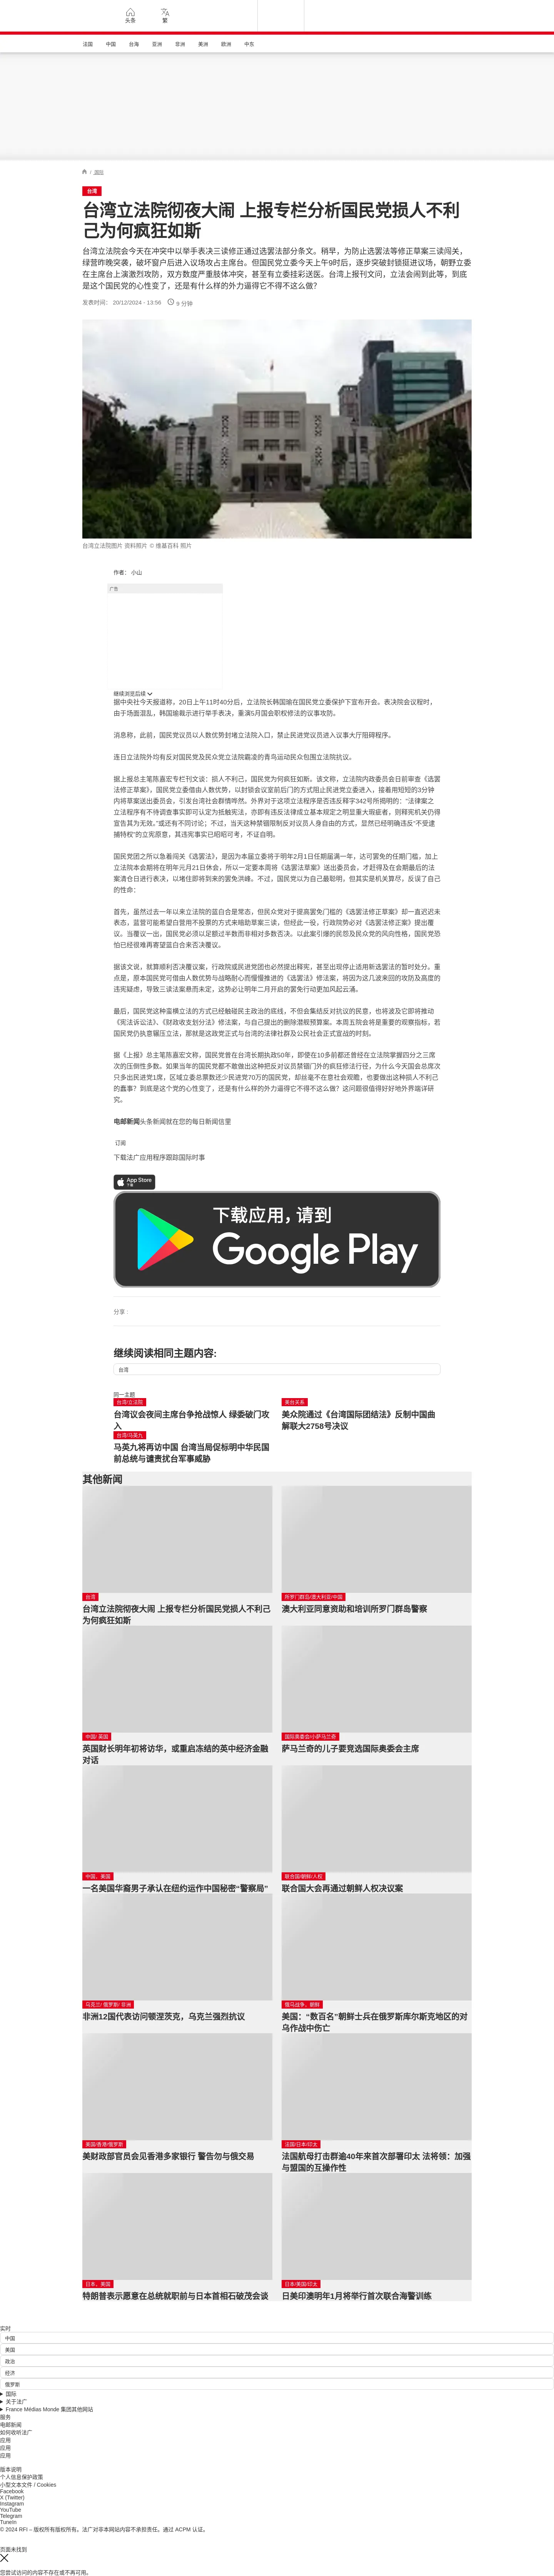 头条
繁
法国 中国 台海 亚洲 非洲 美洲 欧洲 中东
/ 港台
台湾
台湾立法院彻夜大闹 上报专栏分析国民党损人不利
己为何疯狂如斯
台湾立法院会今天在冲突中以举手表决三读修正通过选罢法部分条文。稍早，为防止选罢法等修正草案三读闯关，
绿营昨晚突袭，破坏窗户后进入议场攻占主席台。但国民党立委今天上午9时后，逐步突破封锁挺进议场，朝野立委
在主席台上演激烈攻防，双方数度严重肢体冲突，甚至有立委挂彩送医。台湾上报刊文问，立法会闹到此等，到底
是这个国民党的心性变了，还是有什么样的外力逼得它不得不这么做?
发表时间： 20/12/2024 - 13:56 9 分钟
台湾立法院图片 资料照片 © 维基百科 照片
作者： 小山
广告
继续浏览后续
据中央社今天报道称，20日上午11时40分后，立法院长韩国瑜在国民党立委保护下宣布开会。表决院会议程时，
由于场面混乱，韩国瑜裁示进行举手表决，重演5月国会职权修法的议事攻防。
消息称，此前，国民党议员以人数优势封堵立法院入口，禁止民进党议员进入议事大厅阻碍程序。
连日立法院外均有反对国民党及民众党立法院霸凌的青鸟运动民众包围立法院抗议。
据上报总主笔陈嘉宏专栏刊文谈：损人不利己，国民党为何疯狂如斯。该文称，立法院内政委员会日前审查《选罢
法修正草案》，国民党立委借由人数优势，以封锁会议室前后门的方式阻止民进党立委进入，接着用短短的3分钟
内将草案送出委员会，引发台湾社会群情哗然。外界对于这项立法程序是否违反释字342号所揭明的：“法律案之
立法程序有不待调查事实即可认定为抵触宪法，亦即有违反法律成立基本规定之明显重大瑕疵者，则释宪机关仍得
宣告其为无效。”或还有不同讨论；不过，当天这种禁锢限制反对议员人身自由的方式，显然已经明确违反“不受逮
捕特权”的立宪原意，其违宪事实已昭昭可考，不证自明。
国民党团之所以急着闯关《选罢法》，是因为本届立委将于明年2月1日任期届满一年，达可罢免的任期门槛，加上
立法院本会期将在明年元月21日休会，所以一定要本周将《选罢法草案》送出委员会，才赶得及在会期最后的法
案清仓日进行表决，以堵住即将到来的罢免洪峰。不过，国民党以为自己最聪明，但其实是机关算尽，反误了自己
的性命：
首先，虽然过去一年以来立法院的蓝白合是常态，但民众党对于提高罢免门槛的《选罢法修正草案》却一直迟迟未
表态，蓝营可能希望白营用不投票的方式来暗助草案三读，但经此一役，行政院势必对《选罢法修正案》提出覆
议。当覆议一出，国民党必须以足额过半数而非相对多数否决。以此案引爆的民怨及民众党的风向性格，国民党恐
怕已经很难再寄望蓝白合来否决覆议。
据该文说，就算顺利否决覆议案，行政院或民进党团也必然提出释宪，甚至出现停止适用新选罢法的暂时处分。重
点是，原本国民党可借由人数优势与战略耐心而慢慢推进的《选罢法》修法案，将因为这几波来回的攻防及高度的
违宪疑虑，导致三读法案悬而未定，这势必让明年二月开启的罢免行动更加风起云涌。
最后，国民党这种蛮横立法的方式已经触碰民主政治的底线，不但会集结反对抗议的民意，也将波及它即将推动
《宪法诉讼法》、《财政收支划分法》修法案，与自己提出的删除潜舰预算案。本周五院会将是重要的观察指标，若
国民党仍执意碾压立法，那就是这政党正式与台湾的法律社群及公民社会正式宣战的时刻。
据《上报》总主笔陈嘉宏文称，国民党曾在台湾长期执政50年，即便在10多前都还曾经在立法院掌握四分之三席
次的压倒性多数。如果当年的国民党都不敢做出这种把反对议员禁锢门外的疯狂修法行径，为什么今天国会总席次
只多出民进党1席，区域立委总票数还少民进党70万的国民党，却丝毫不在意社会观瞻，也要做出这种损人不利己
的蠢事？到底是这个党的心性变了，还是有什么样的外力逼得它不得不这么做？这问题很值得好好地外界端详研
究。
电邮新闻头条新闻就在您的每日新闻信里
订阅
下载法广应用程序跟踪国际时事
App Store
下载
下载应用，请到
Google Play
分享 :
继续阅读相同主题内容:
台湾
同一主题
台湾/立法院
台湾议会夜间主席台争抢战惊人 绿委破门攻
入
美台关系
美众院通过《台湾国际团结法》反制中国曲
解联大2758号决议
台湾/马英九
马英九将再访中国 台湾当局促标明中华民国
前总统与谴责扰台军事威胁
其他新闻
台湾
台湾立法院彻夜大闹 上报专栏分析国民党损人不利己
为何疯狂如斯
所罗门群岛/澳大利亚/中国
澳大利亚同意资助和培训所罗门群岛警察
中国/ 英国
英国财长明年初将访华，或重启冻结的英中经济金融
对话
国际奥委会/小萨马兰奇
萨马兰奇的儿子要竞选国际奥委会主席
中国，美国
一名美国华裔男子承认在纽约运作中国秘密“警察局”
联合国/朝鲜/人权
联合国大会再通过朝鲜人权决议案
乌克兰/ 俄罗斯/ 非洲
非洲12国代表访问顿涅茨克，乌克兰强烈抗议
俄乌战争，朝鲜
美国：“数百名”朝鲜士兵在俄罗斯库尔斯克地区的对
乌作战中伤亡
美国/香港/俄罗斯
美财政部官员会见香港多家银行 警告勿与俄交易
法国/日本/印太
法国航母打击群逾40年来首次部署印太 法将领：加强
与盟国的互操作性
日本，美国
特朗普表示愿意在总统就职前与日本首相石破茂会谈
日本/美国/印太
日美印澳明年1月将举行首次联合海警训练
实时
中国
美国
政治
经济
俄罗斯
国际
关于法广
France Médias Monde 集团其他网站
服务
电邮新闻
如何收听法广
应用
应用
应用
版本说明
个人信息保护政策
小型文本文件 / Cookies
Facebook
X (Twitter)
Instagram
YouTube
Telegram
TuneIn
© 2024 RFI – 版权所有版权所有。法广对非本网站内容不承担责任。通过 ACPM 认证。
页面未找到
您尝试访问的内容不存在或不再可用。